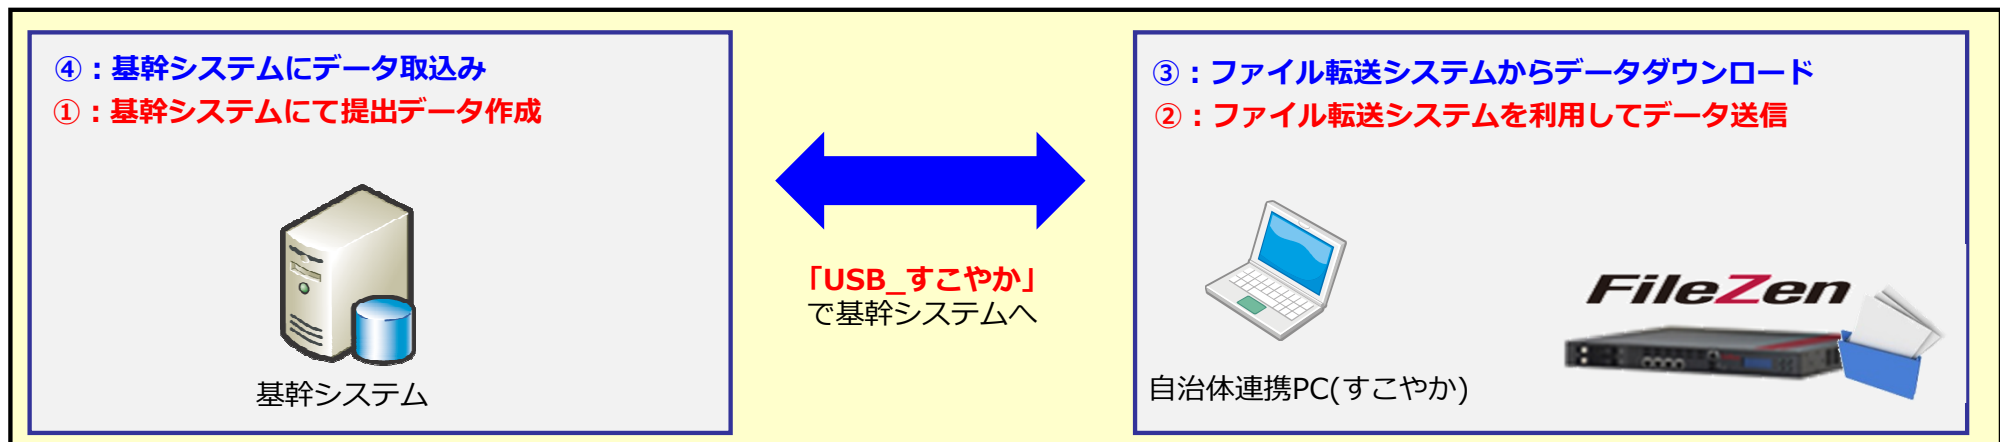 ④：基幹システムにデータ取込み
①：基幹システムにて提出データ作成
基幹システム
「USB_すこやか」
で基幹システムへ
③：ファイル転送システムからデータダウンロード
②：ファイル転送システムを利用してデータ送信
FileZen
自治体連携PC(すこやか)